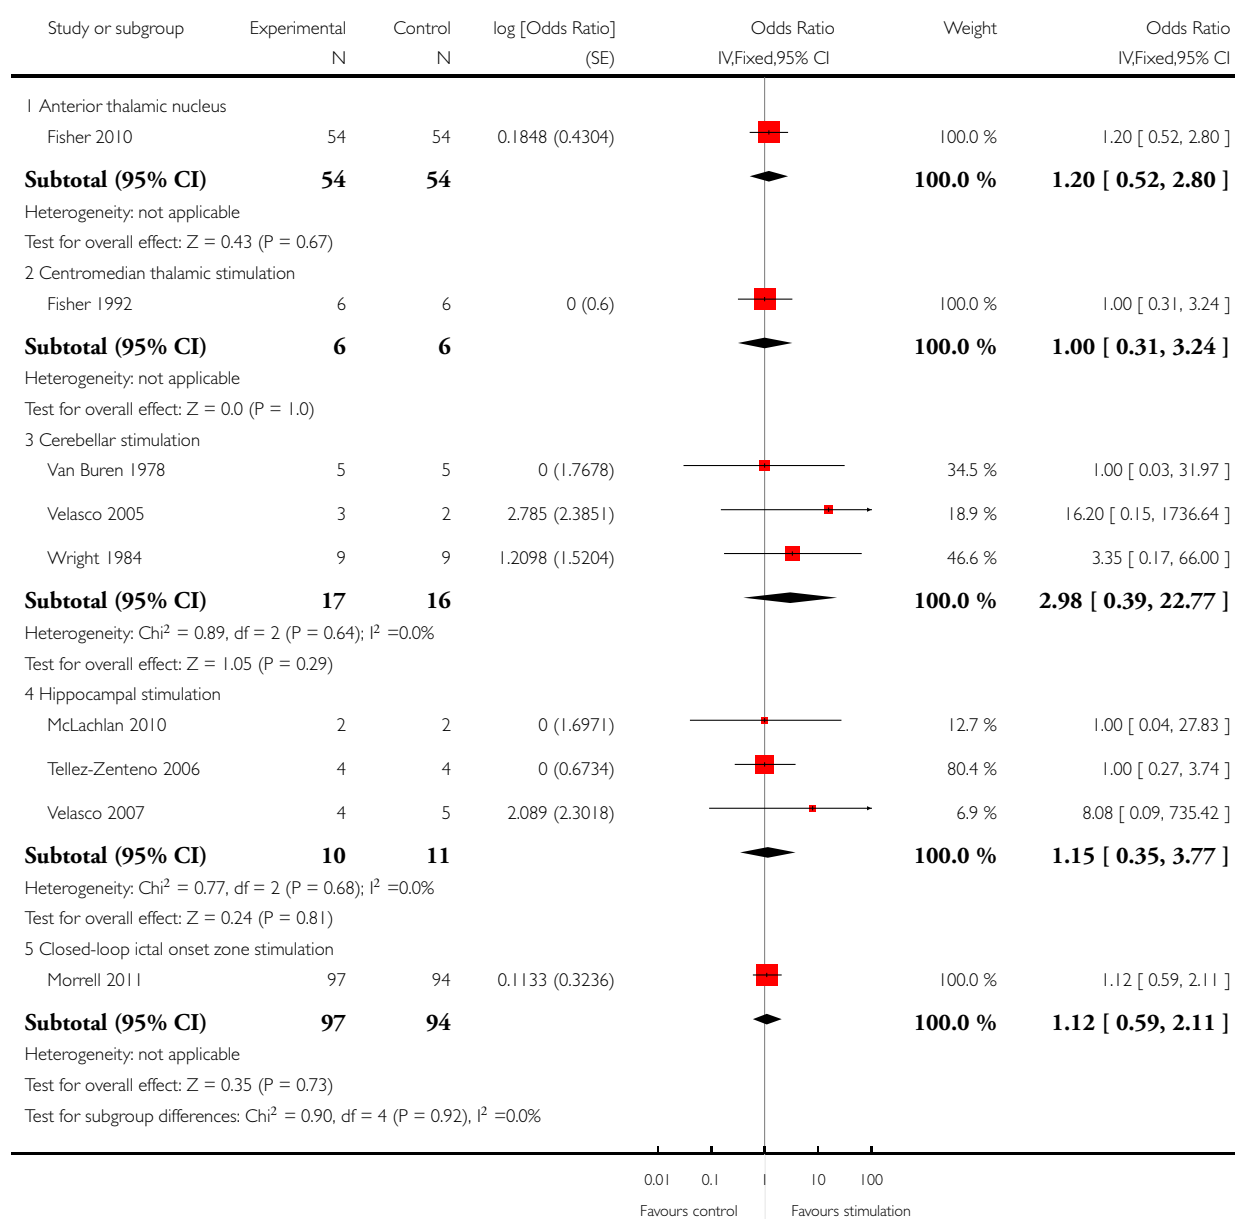 Study or subgroup Experimental Control log [Odds Ratio] Odds Ratio Weight Odds Ratio
N N (SE) IV,Fixed,95% CI IV,Fixed,95% CI
1 Anterior thalamic nucleus
Fisher 2010 54 54 0.1848 (0.4304) 100.0 % 1.20 [ 0.52, 2.80 ]
Subtotal (95% CI) 54 54 100.0 % 1.20 [ 0.52, 2.80 ]
Heterogeneity: not applicable
Test for overall effect: Z = 0.43 (P = 0.67)
2 Centromedian thalamic stimulation
Fisher 1992 6 6 0 (0.6) 100.0 % 1.00 [ 0.31, 3.24 ]
Subtotal (95% CI) 6 6 100.0 % 1.00 [ 0.31, 3.24 ]
Heterogeneity: not applicable
Test for overall effect: Z = 0.0 (P = 1.0)
3 Cerebellar stimulation
Van Buren 1978 5 5 0 (1.7678) 34.5 % 1.00 [ 0.03, 31.97 ]
Velasco 2005 3 2 2.785 (2.3851) 18.9 % 16.20 [ 0.15, 1736.64 ]
Wright 1984 9 9 1.2098 (1.5204) 46.6 % 3.35 [ 0.17, 66.00 ]
Subtotal (95% CI) 17 16 100.0 % 2.98 [ 0.39, 22.77 ]
Heterogeneity: Chi² = 0.89, df = 2 (P = 0.64); I² =0.0%
Test for overall effect: Z = 1.05 (P = 0.29)
4 Hippocampal stimulation
McLachlan 2010 2 2 0 (1.6971) 12.7 % 1.00 [ 0.04, 27.83 ]
Tellez-Zenteno 2006 4 4 0 (0.6734) 80.4 % 1.00 [ 0.27, 3.74 ]
Velasco 2007 4 5 2.089 (2.3018) 6.9 % 8.08 [ 0.09, 735.42 ]
Subtotal (95% CI) 10 11 100.0 % 1.15 [ 0.35, 3.77 ]
Heterogeneity: Chi² = 0.77, df = 2 (P = 0.68); I² =0.0%
Test for overall effect: Z = 0.24 (P = 0.81)
5 Closed-loop ictal onset zone stimulation
Morrell 2011 97 94 0.1133 (0.3236) 100.0 % 1.12 [ 0.59, 2.11 ]
Subtotal (95% CI) 97 94 100.0 % 1.12 [ 0.59, 2.11 ]
Heterogeneity: not applicable
Test for overall effect: Z = 0.35 (P = 0.73)
Test for subgroup differences: Chi² = 0.90, df = 4 (P = 0.92), I² =0.0%
0.01 0.1 1 10 100
Favours control Favours stimulation